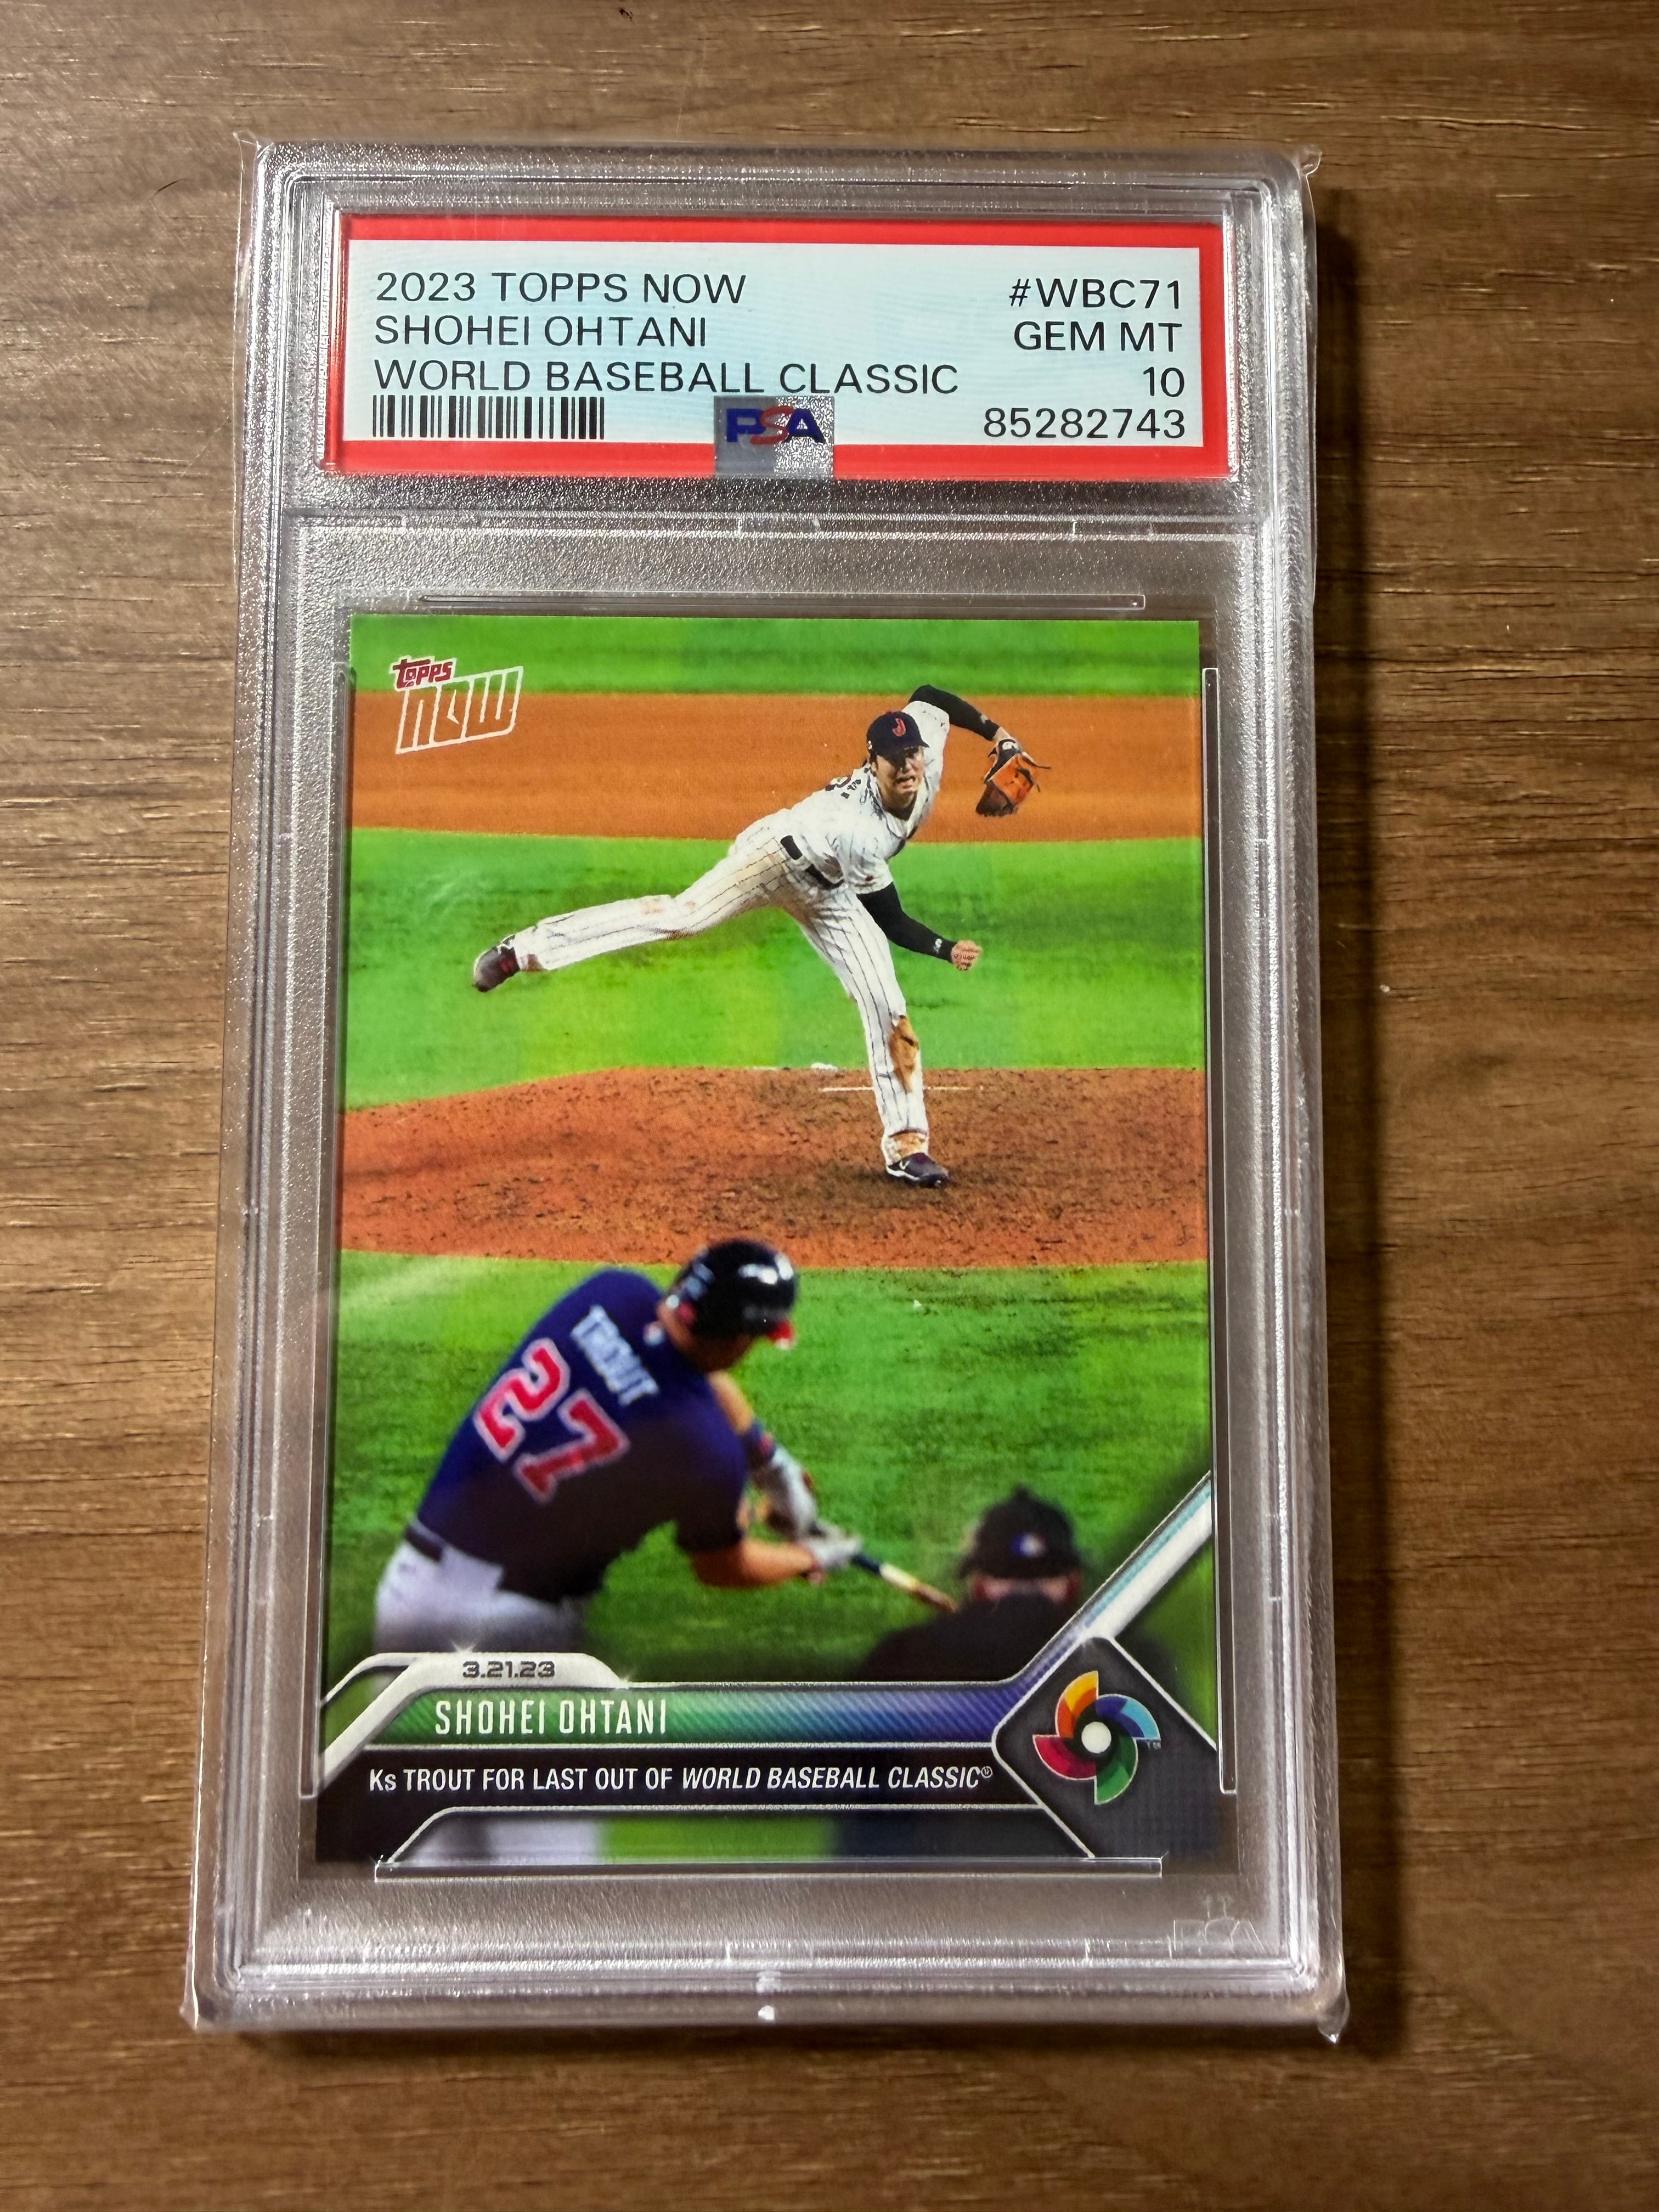 2023 TOPPS NOW #WBC71
SHOHEI OHTANI GEM MT
WORLD BASEBALL CLASSIC 10
PSA 85282743
topps
NOW
J
TROUT
27
3.21.23
SHOHEI OHTANI
Ks TROUT FOR LAST OUT OF WORLD BASEBALL CLASSIC®
PSA